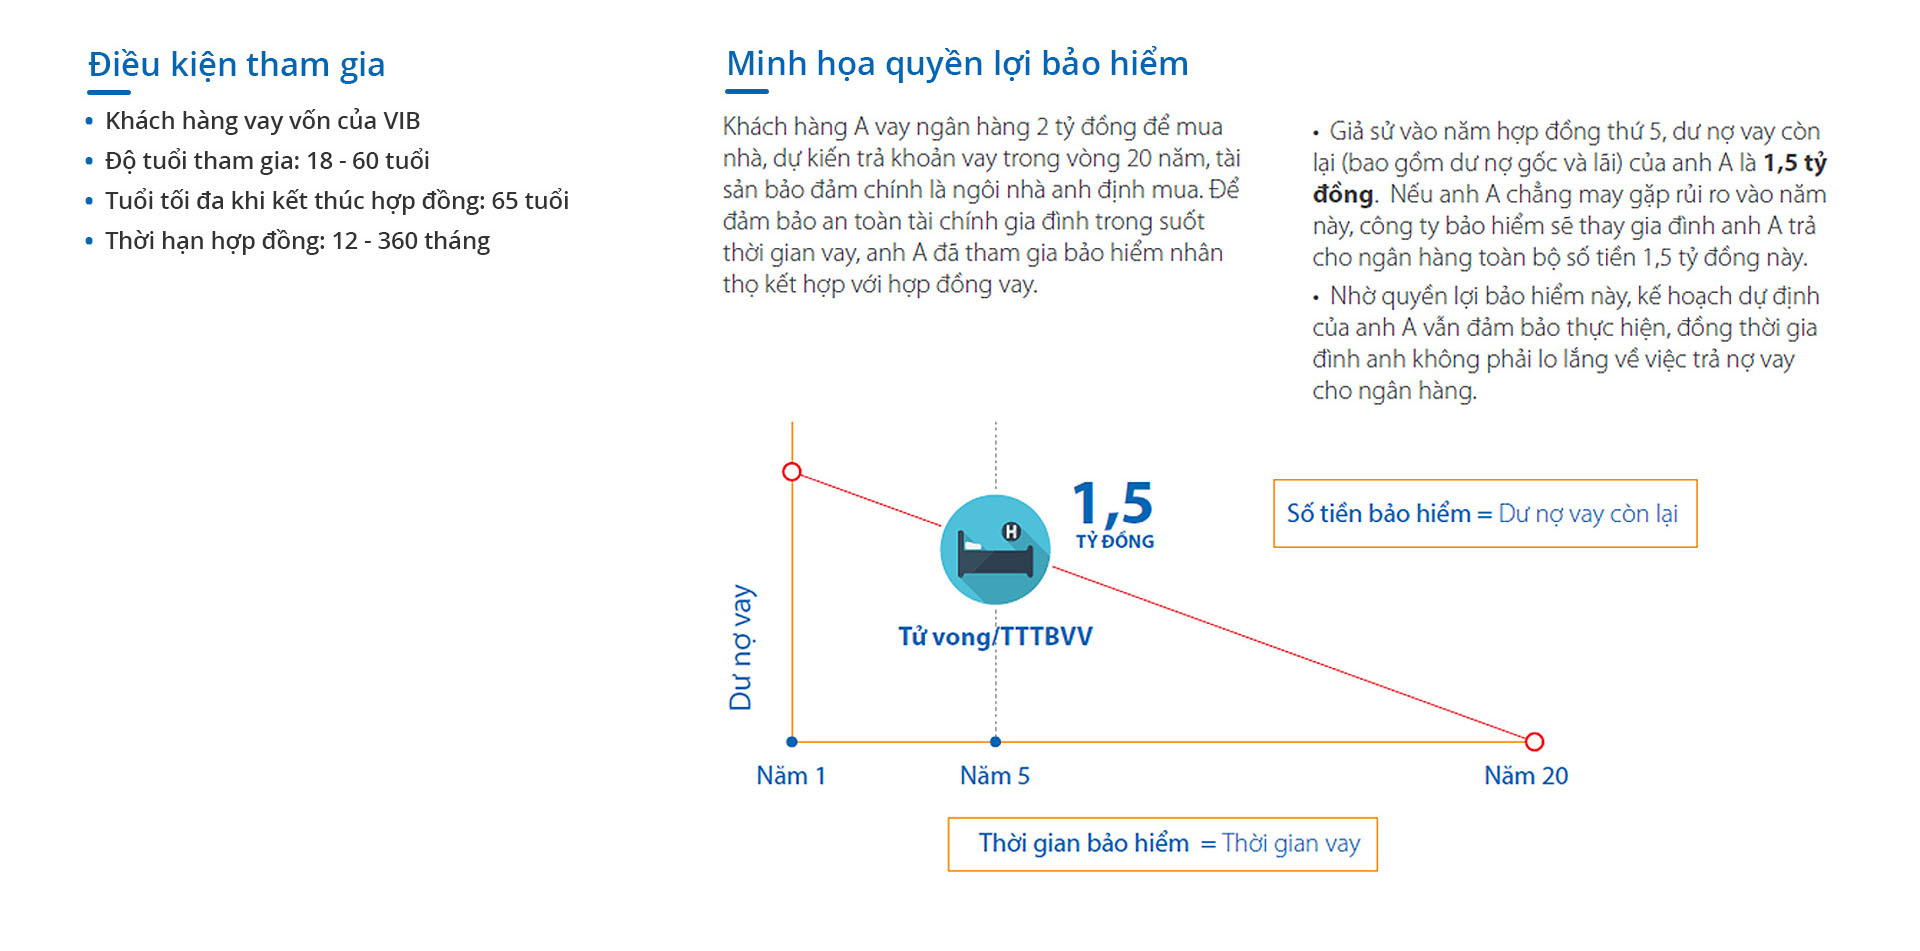 Điều kiện tham gia
• Khách hàng vay vốn của VIB
• Độ tuổi tham gia: 18 - 60 tuổi
• Tuổi tối đa khi kết thúc hợp đồng: 65 tuổi
• Thời hạn hợp đồng: 12 - 360 tháng
Minh họa quyền lợi bảo hiểm
Khách hàng A vay ngân hàng 2 tỷ đồng để mua
nhà, dự kiến trả khoản vay trong vòng 20 năm, tài
sản bảo đảm chính là ngôi nhà anh định mua. Để
đảm bảo an toàn tài chính gia đình trong suốt
thời gian vay, anh A đã tham gia bảo hiểm nhân
thọ kết hợp với hợp đồng vay.
• Giả sử vào năm hợp đồng thứ 5, dư nợ vay còn
lại (bao gồm dư nợ gốc và lãi) của anh A là 1,5 tỷ
đồng. Nếu anh A chẳng may gặp rủi ro vào năm
này, công ty bảo hiểm sẽ thay gia đình anh A trả
cho ngân hàng toàn bộ số tiền 1,5 tỷ đồng này.
• Nhờ quyền lợi bảo hiểm này, kế hoạch dự định
của anh A vẫn đảm bảo thực hiện, đồng thời gia
đình anh không phải lo lắng về việc trả nợ vay
cho ngân hàng.
1,5
TỶ ĐỒNG
H
Số tiền bảo hiểm = Dư nợ vay còn lại
Dư nợ vay
Tử vong/TTTBVV
Năm 1
Năm 5
Năm 20
Thời gian bảo hiểm = Thời gian vay